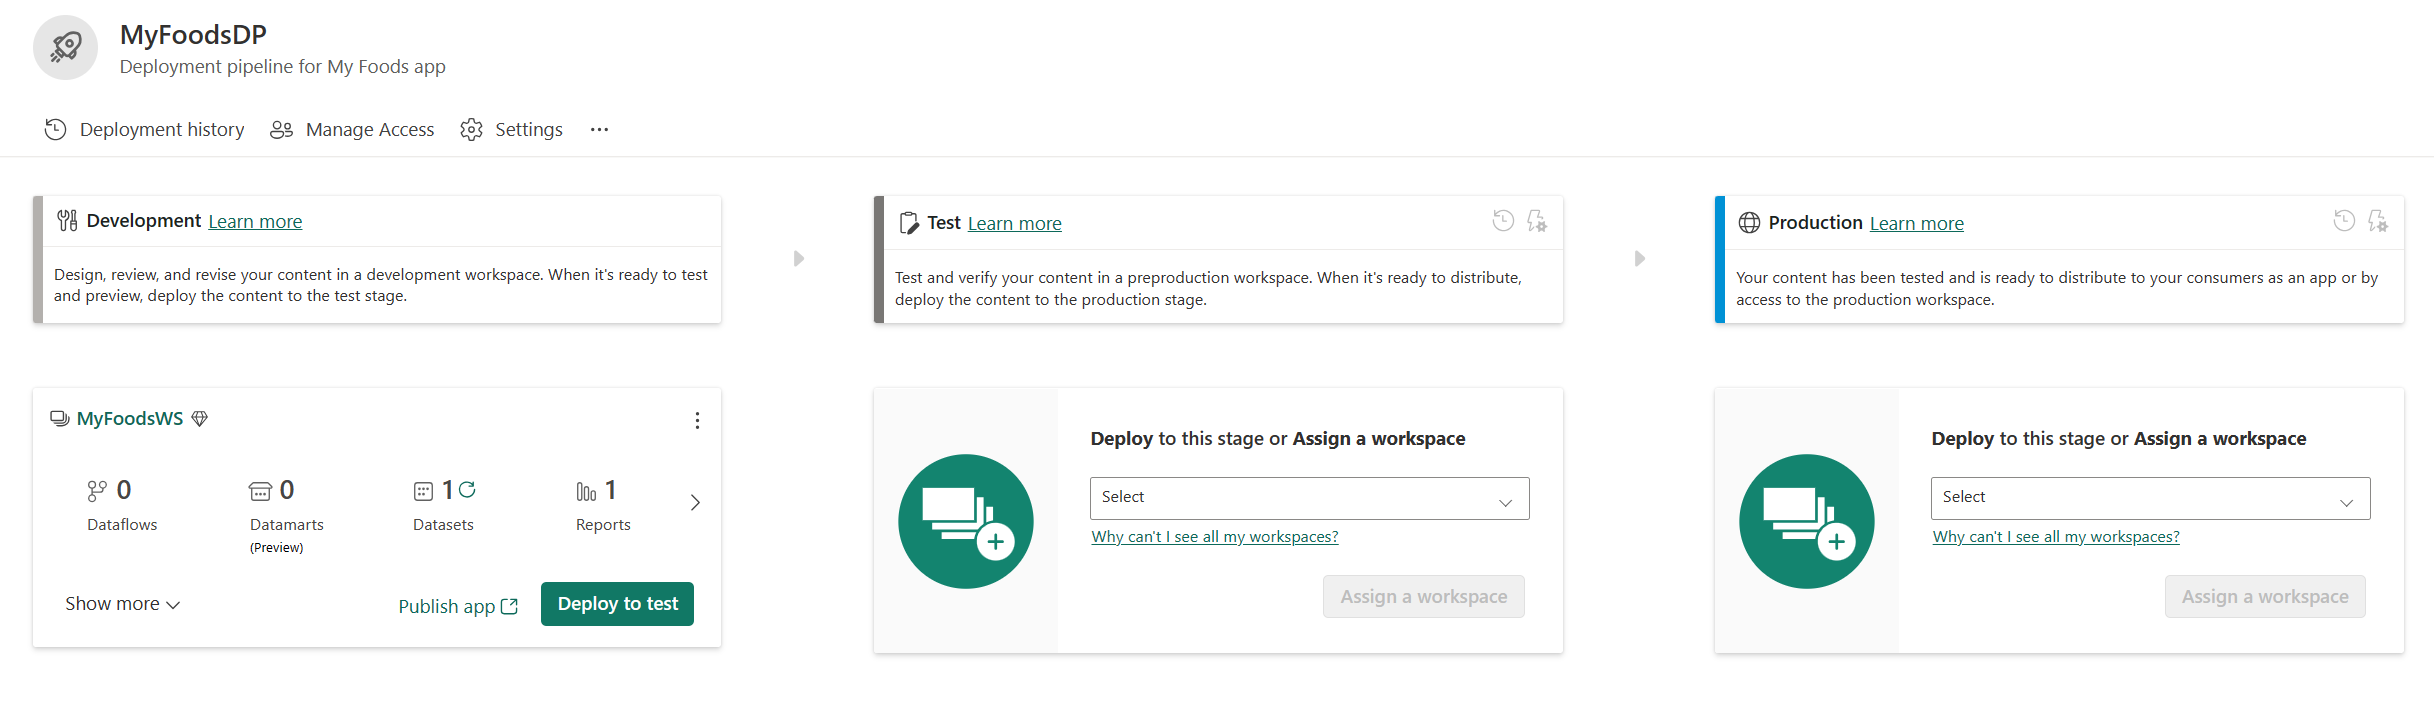 MyFoodsDP
Deployment pipeline for My Foods app
Deployment history Manage Access Settings ...
Development Learn more
Design, review, and revise your content in a development workspace. When it's ready to test
and preview, deploy the content to the test stage.
Test Learn more
Test and verify your content in a preproduction workspace. When it's ready to distribute,
deploy the content to the production stage.
Production Learn more
Your content has been tested and is ready to distribute to your consumers as an app or by
access to the production workspace.
MyFoodsWS
0 0 1 1
Dataflows Datamarts Datasets Reports
(Preview)
Show more Publish app Deploy to test
Deploy to this stage or Assign a workspace
Select
Why can't I see all my workspaces?
Assign a workspace
Deploy to this stage or Assign a workspace
Select
Why can't I see all my workspaces?
Assign a workspace